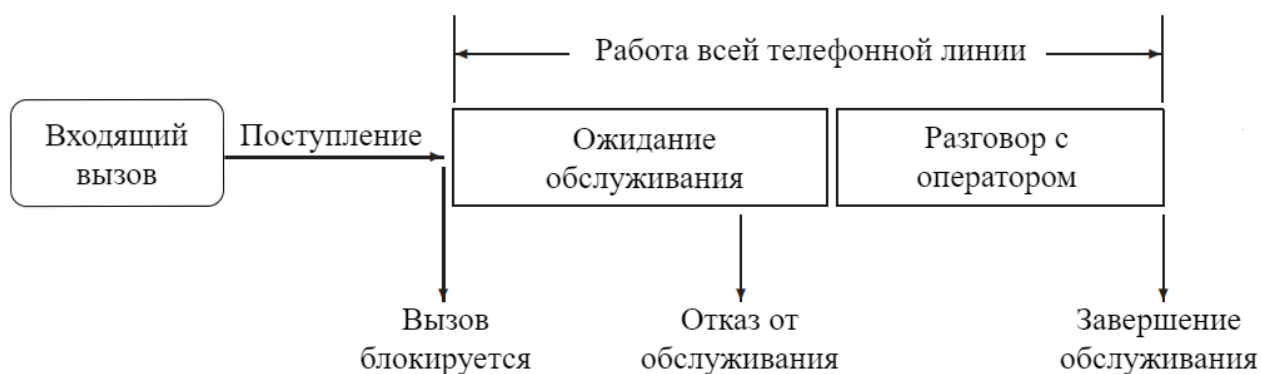 Работа всей телефонной линии
Входящий
вызов
Поступление
Ожидание
обслуживания
Разговор с
оператором
Вызов
блокируется
Отказ от
обслуживания
Завершение
обслуживания